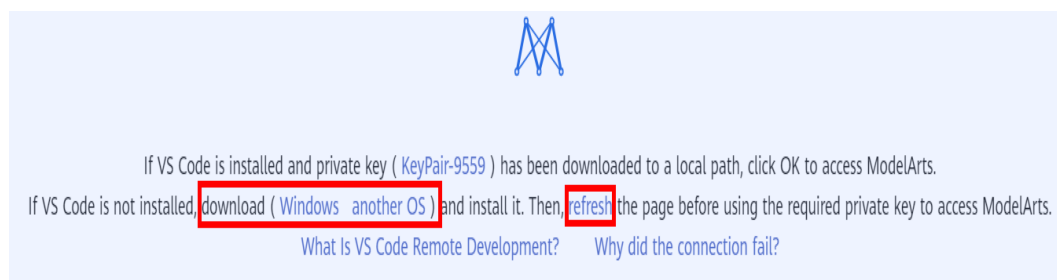 If VS Code is installed and private key ( KeyPair-9559 ) has been downloaded to a local path, click OK to access ModelArts.
If VS Code is not installed, download ( Windows another OS ) and install it. Then, refresh the page before using the required private key to access ModelArts.
What Is VS Code Remote Development? Why did the connection fail?